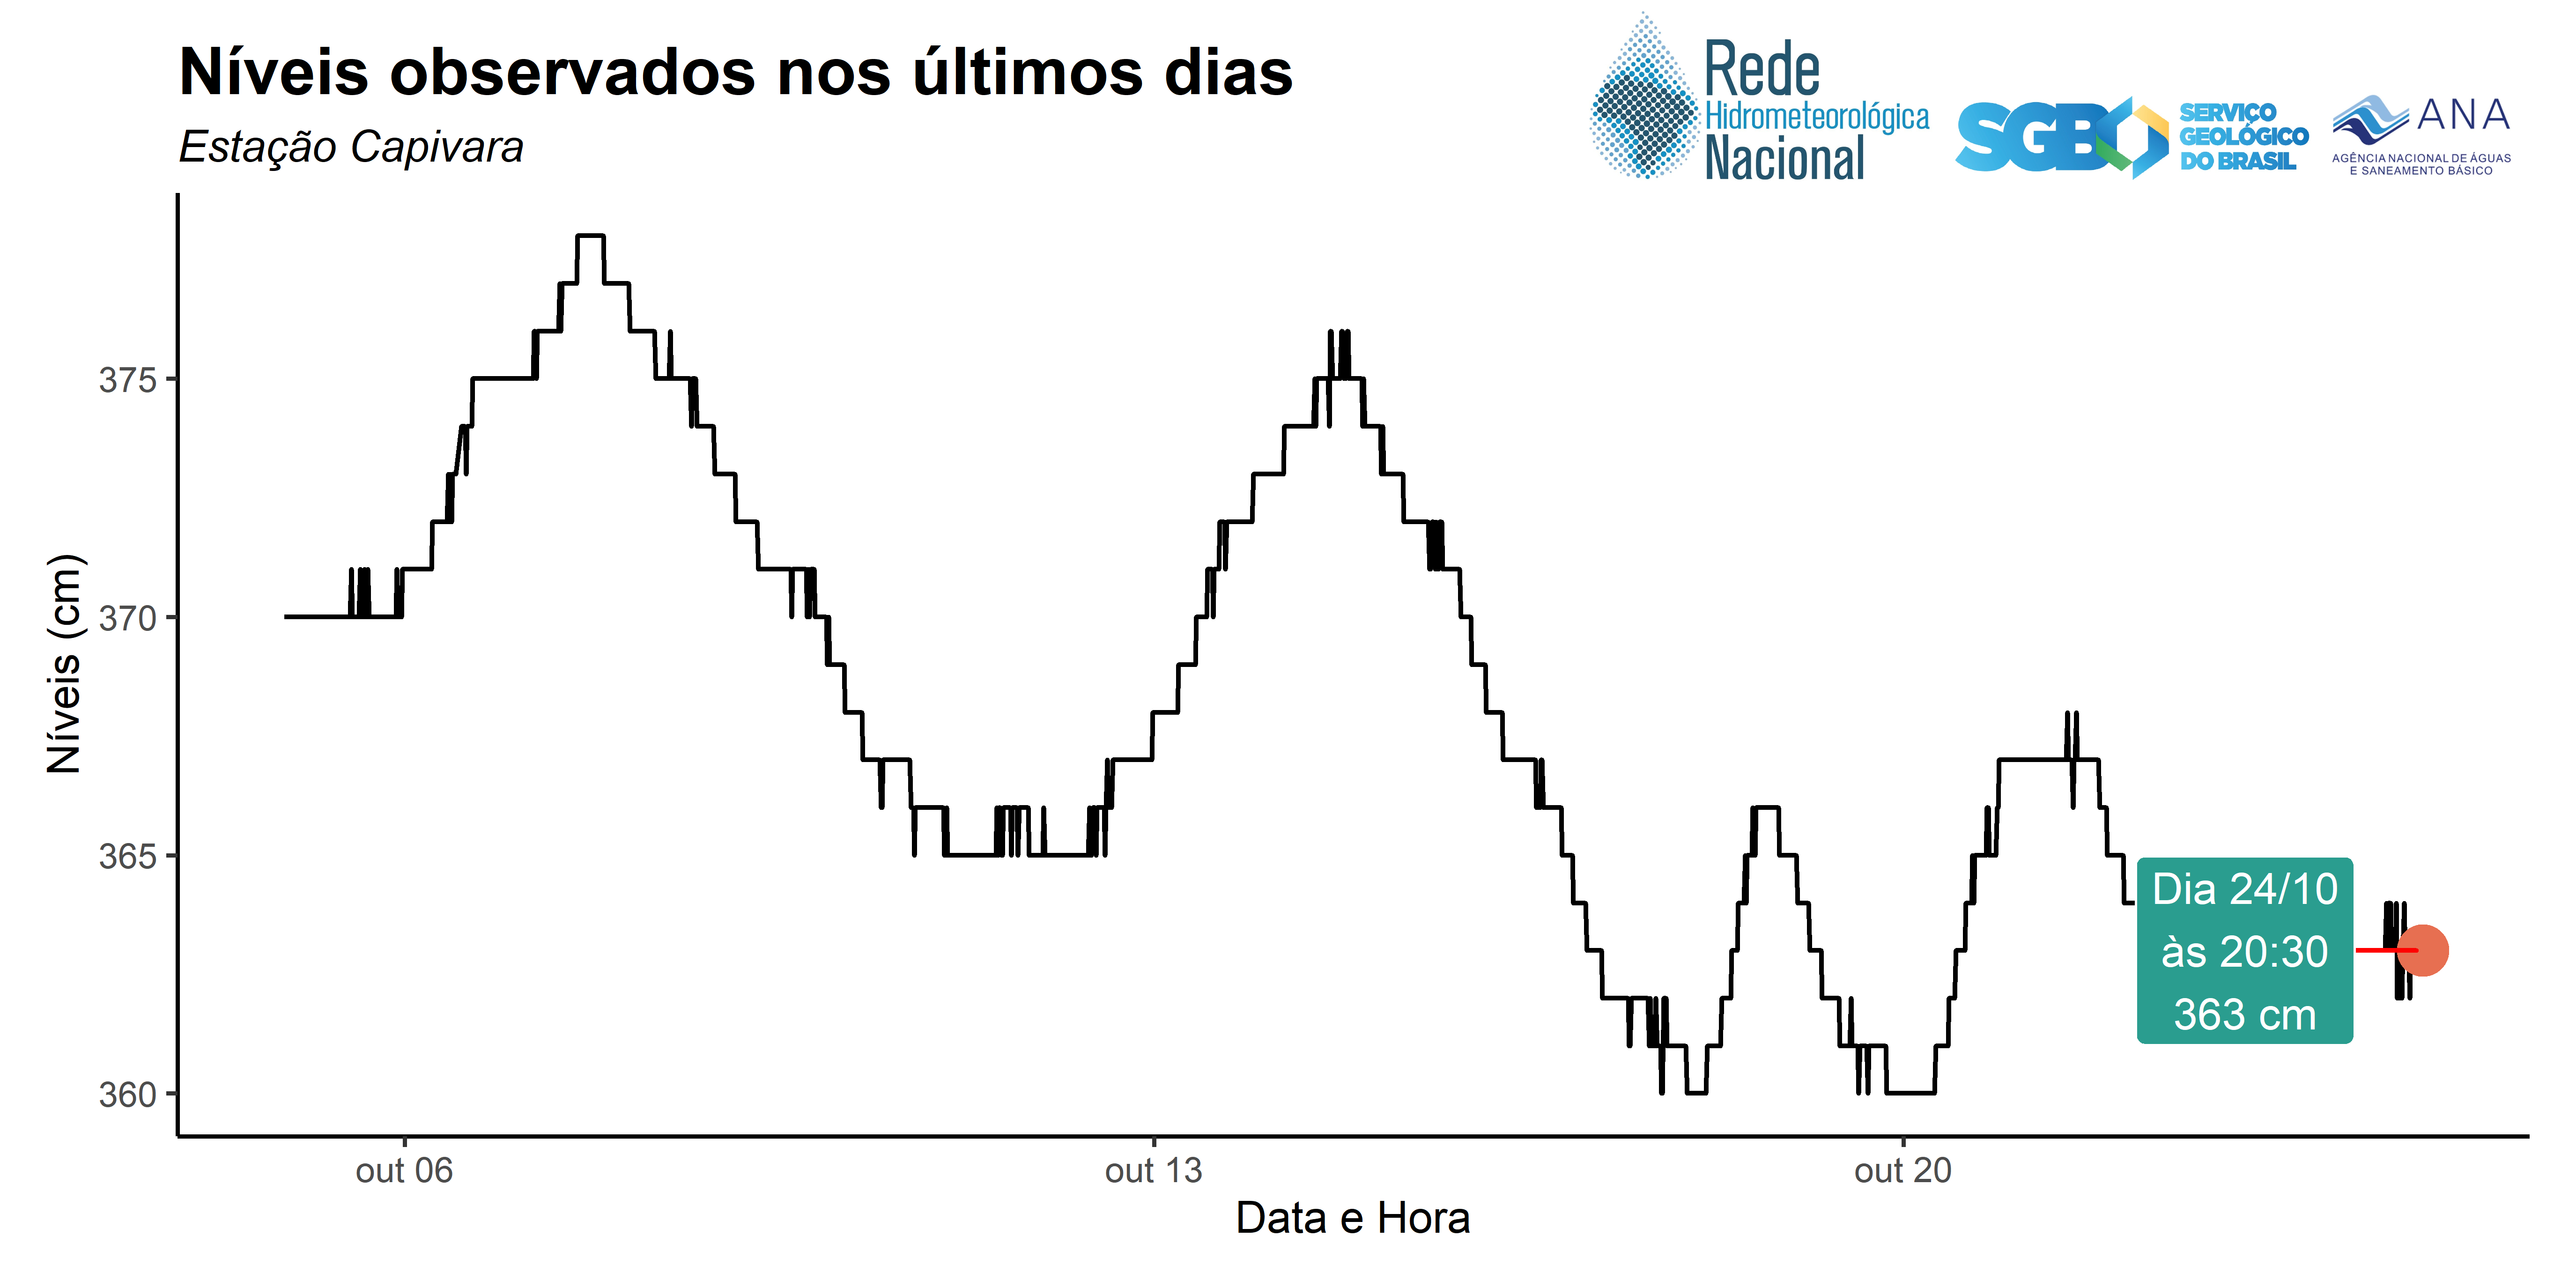 Níveis observados nos últimos dias
Estação Capivara
Rede
Hidrometeorológica
Nacional
SGB
SERVIÇO
GEOLÓGICO
DO BRASIL
ANA
AGÊNCIA NACIONAL DE ÁGUAS
E SANEAMENTO BÁSICO
Níveis (cm)
375
370
365
360
Dia 24/10
às 20:30
363 cm
out 06
out 13
out 20
Data e Hora